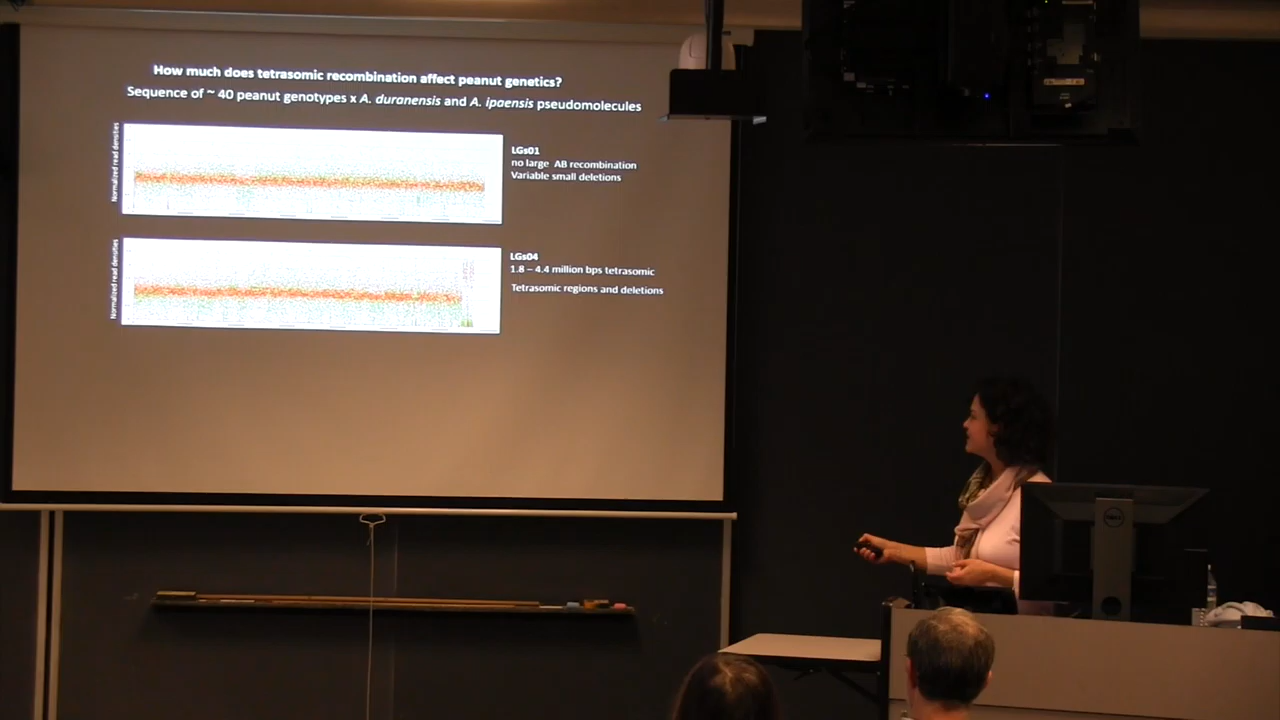 How much does tetrasomic recombination affect peanut genetics?
Sequence of ~ 40 peanut genotypes x A. duranensis and A. ipaensis pseudomolecules
Normalized read densities
LGs01
no large AB recombination
Variable small deletions
Normalized read densities
LGs04
1.8 – 4.4 million bps tetrasomic
Tetrasomic regions and deletions
DELL